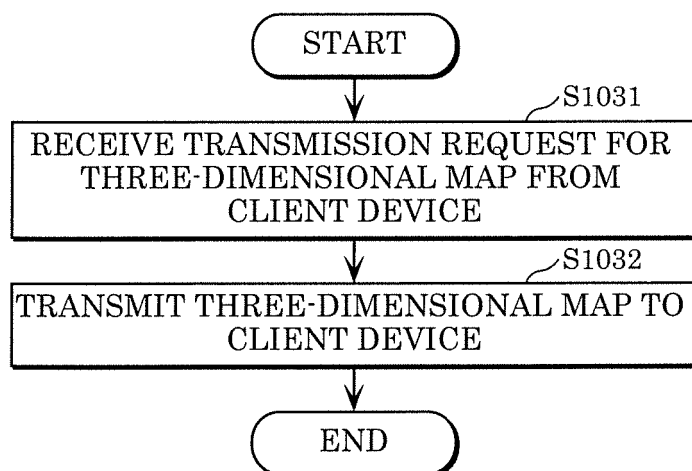 START
S1031
RECEIVE TRANSMISSION REQUEST FOR
THREE-DIMENSIONAL MAP FROM
CLIENT DEVICE
S1032
TRANSMIT THREE-DIMENSIONAL MAP TO
CLIENT DEVICE
END